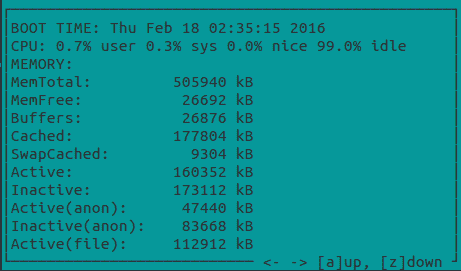 BOOT TIME: Thu Feb 18 02:35:15 2016
CPU: 0.7% user 0.3% sys 0.0% nice 99.0% idle
MEMORY:
MemTotal: 505940 kB
MemFree: 26692 kB
Buffers: 26876 kB
Cached: 177804 kB
SwapCached: 9304 kB
Active: 160352 kB
Inactive: 173112 kB
Active(anon): 47440 kB
Inactive(anon): 83668 kB
Active(file): 112912 kB
<- -> [a]up, [z]down